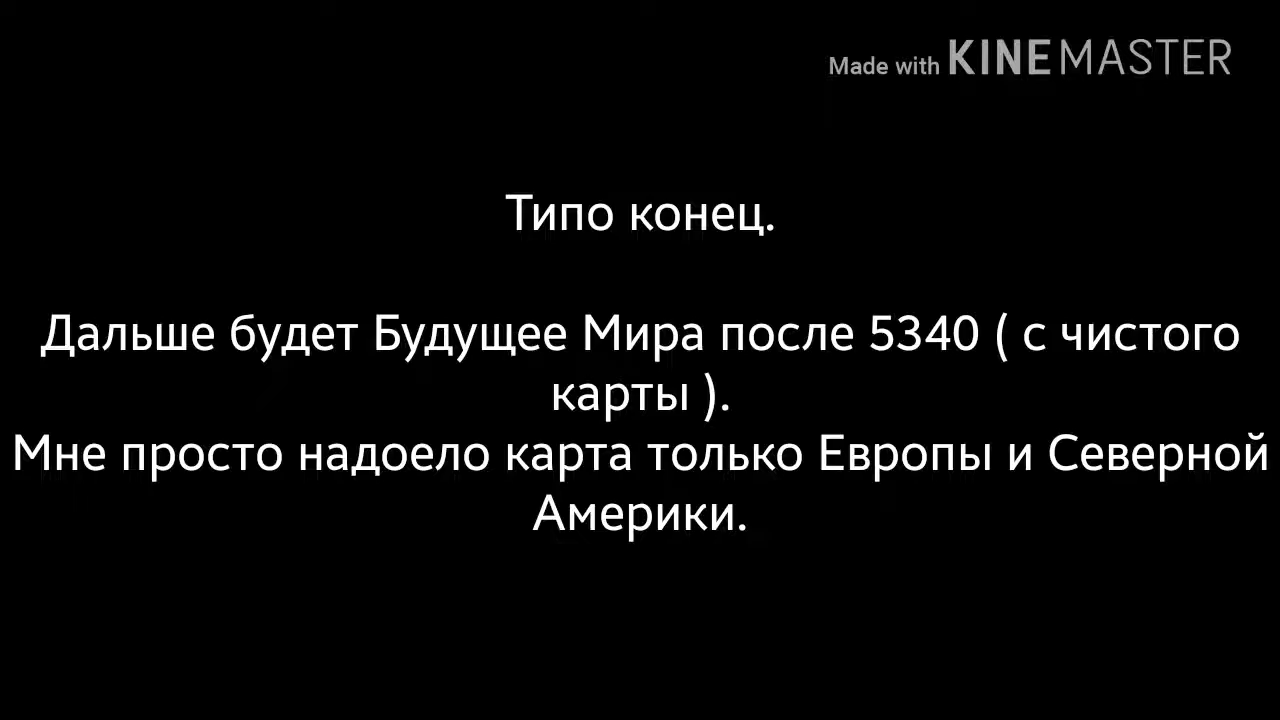 Made with KINEMASTER
Типо конец.
Дальше будет Будущее Мира после 5340 ( с чистого
карты ).
Мне просто надоело карта только Европы и Северной
Америки.